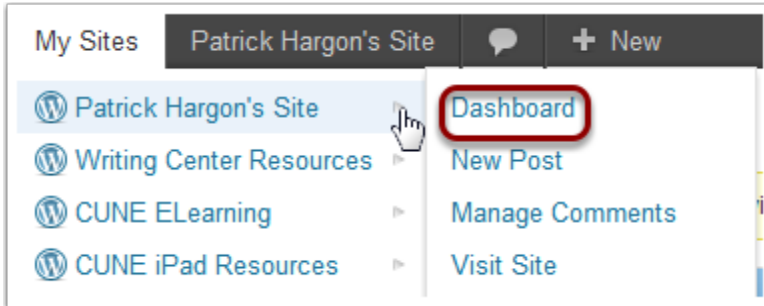 My Sites Patrick Hargon's Site + New
Patrick Hargon's Site Dashboard
Writing Center Resources New Post
CUNE ELearning Manage Comments
CUNE iPad Resources Visit Site